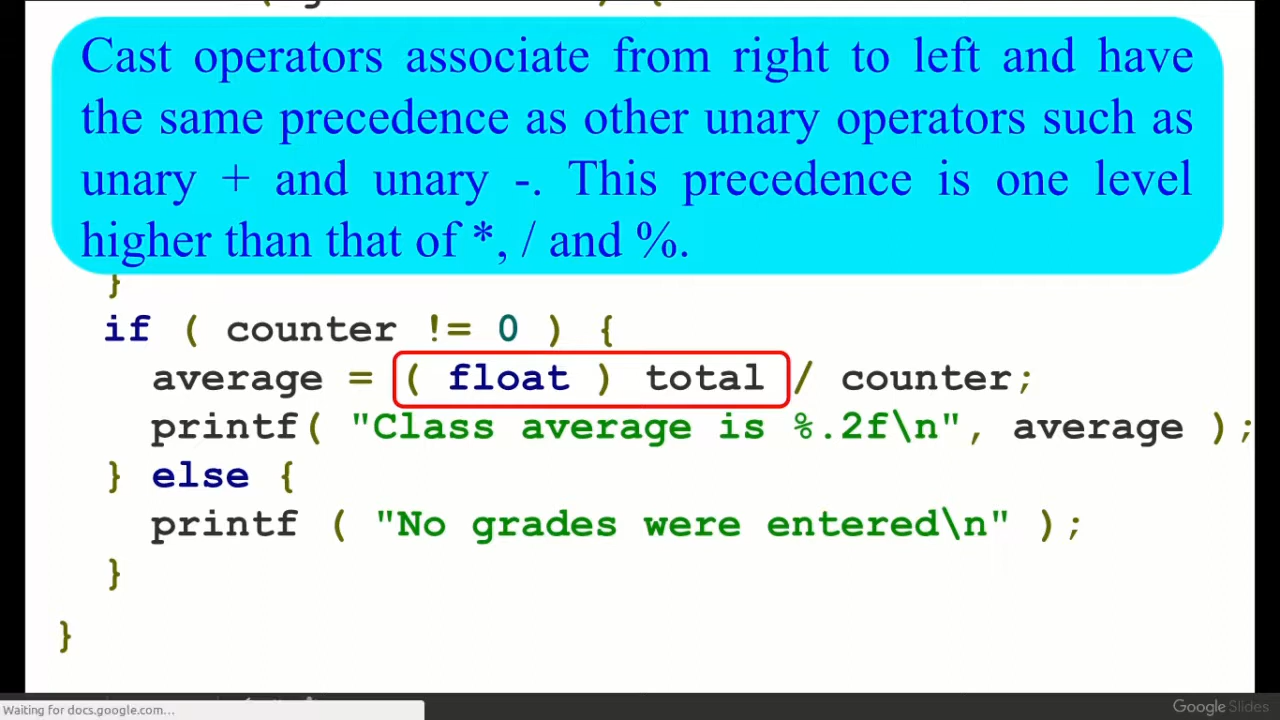 Cast operators associate from right to left and have
the same precedence as other unary operators such as
unary + and unary -. This precedence is one level
higher than that of *, / and %.
}
if ( counter != 0 ) {
average = ( float ) total / counter;
printf( "Class average is %.2f\n", average );
} else {
printf ( "No grades were entered\n" );
}
}
Waiting for docs.google.com...
Google Slides